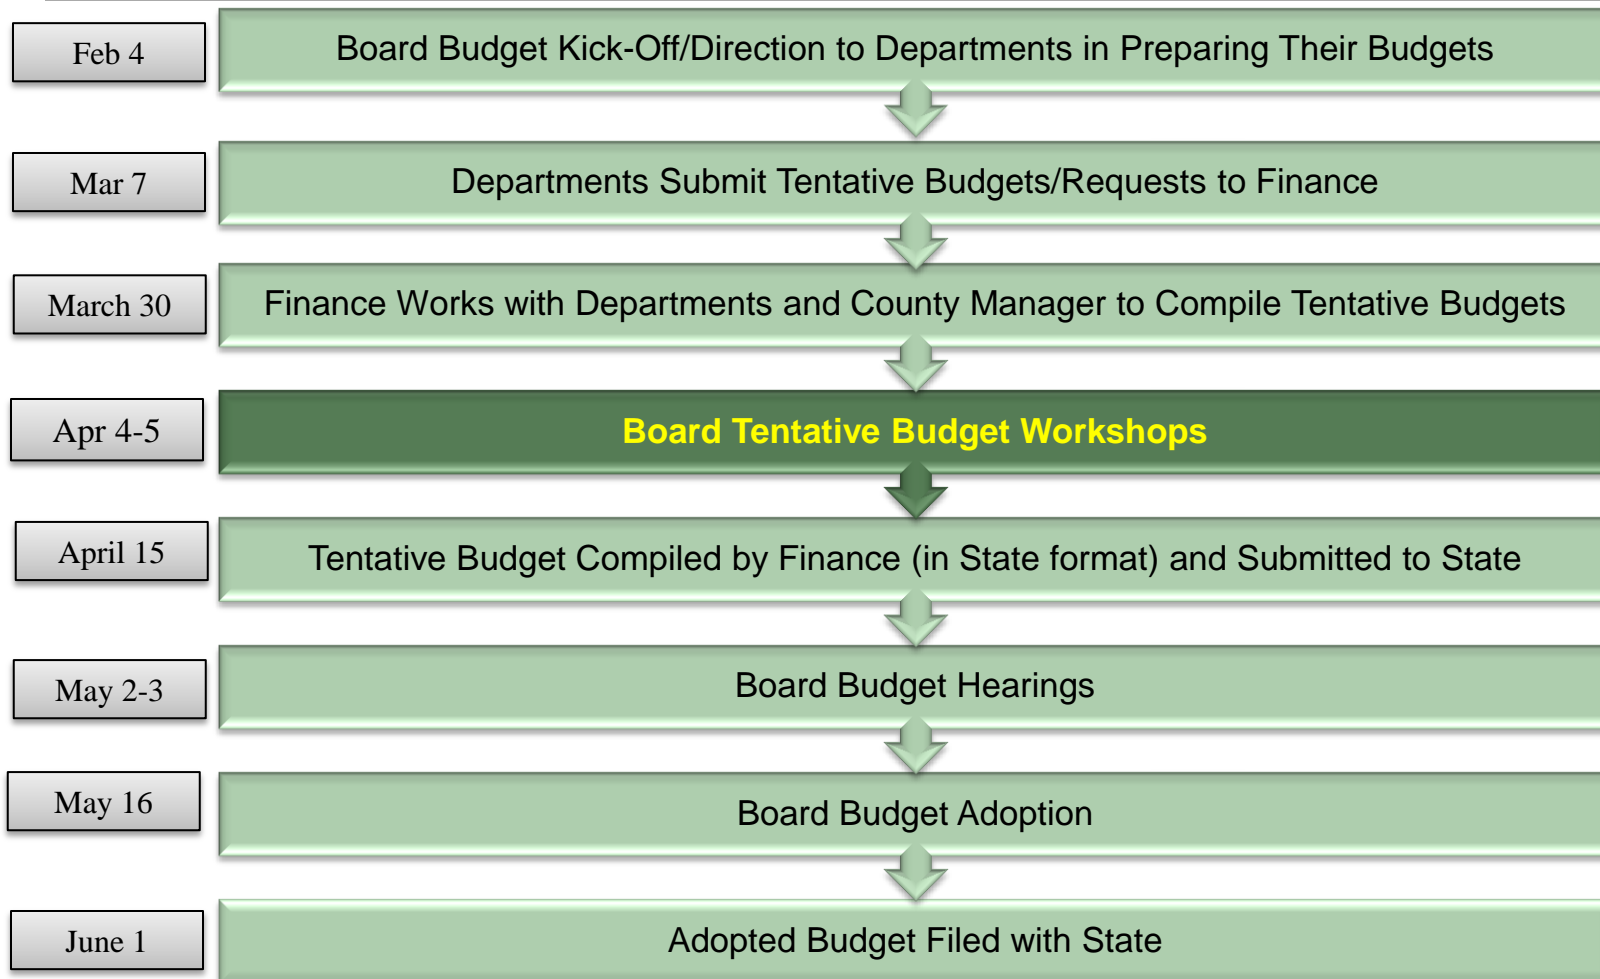 Feb 4
Board Budget Kick-Off/Direction to Departments in Preparing Their Budgets
Mar 7
Departments Submit Tentative Budgets/Requests to Finance
March 30
Finance Works with Departments and County Manager to Compile Tentative Budgets
Apr 4-5
Board Tentative Budget Workshops
April 15
Tentative Budget Compiled by Finance (in State format) and Submitted to State
May 2-3
Board Budget Hearings
May 16
Board Budget Adoption
June 1
Adopted Budget Filed with State